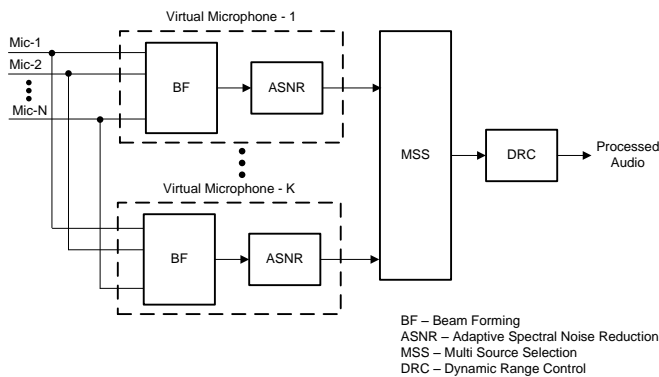 Virtual Microphone - 1
Mic-1
Mic-2
Mic-N
BF
ASNR
MSS
DRC
Processed
Audio
Virtual Microphone - K
BF
ASNR
BF – Beam Forming
ASNR – Adaptive Spectral Noise Reduction
MSS – Multi Source Selection
DRC – Dynamic Range Control